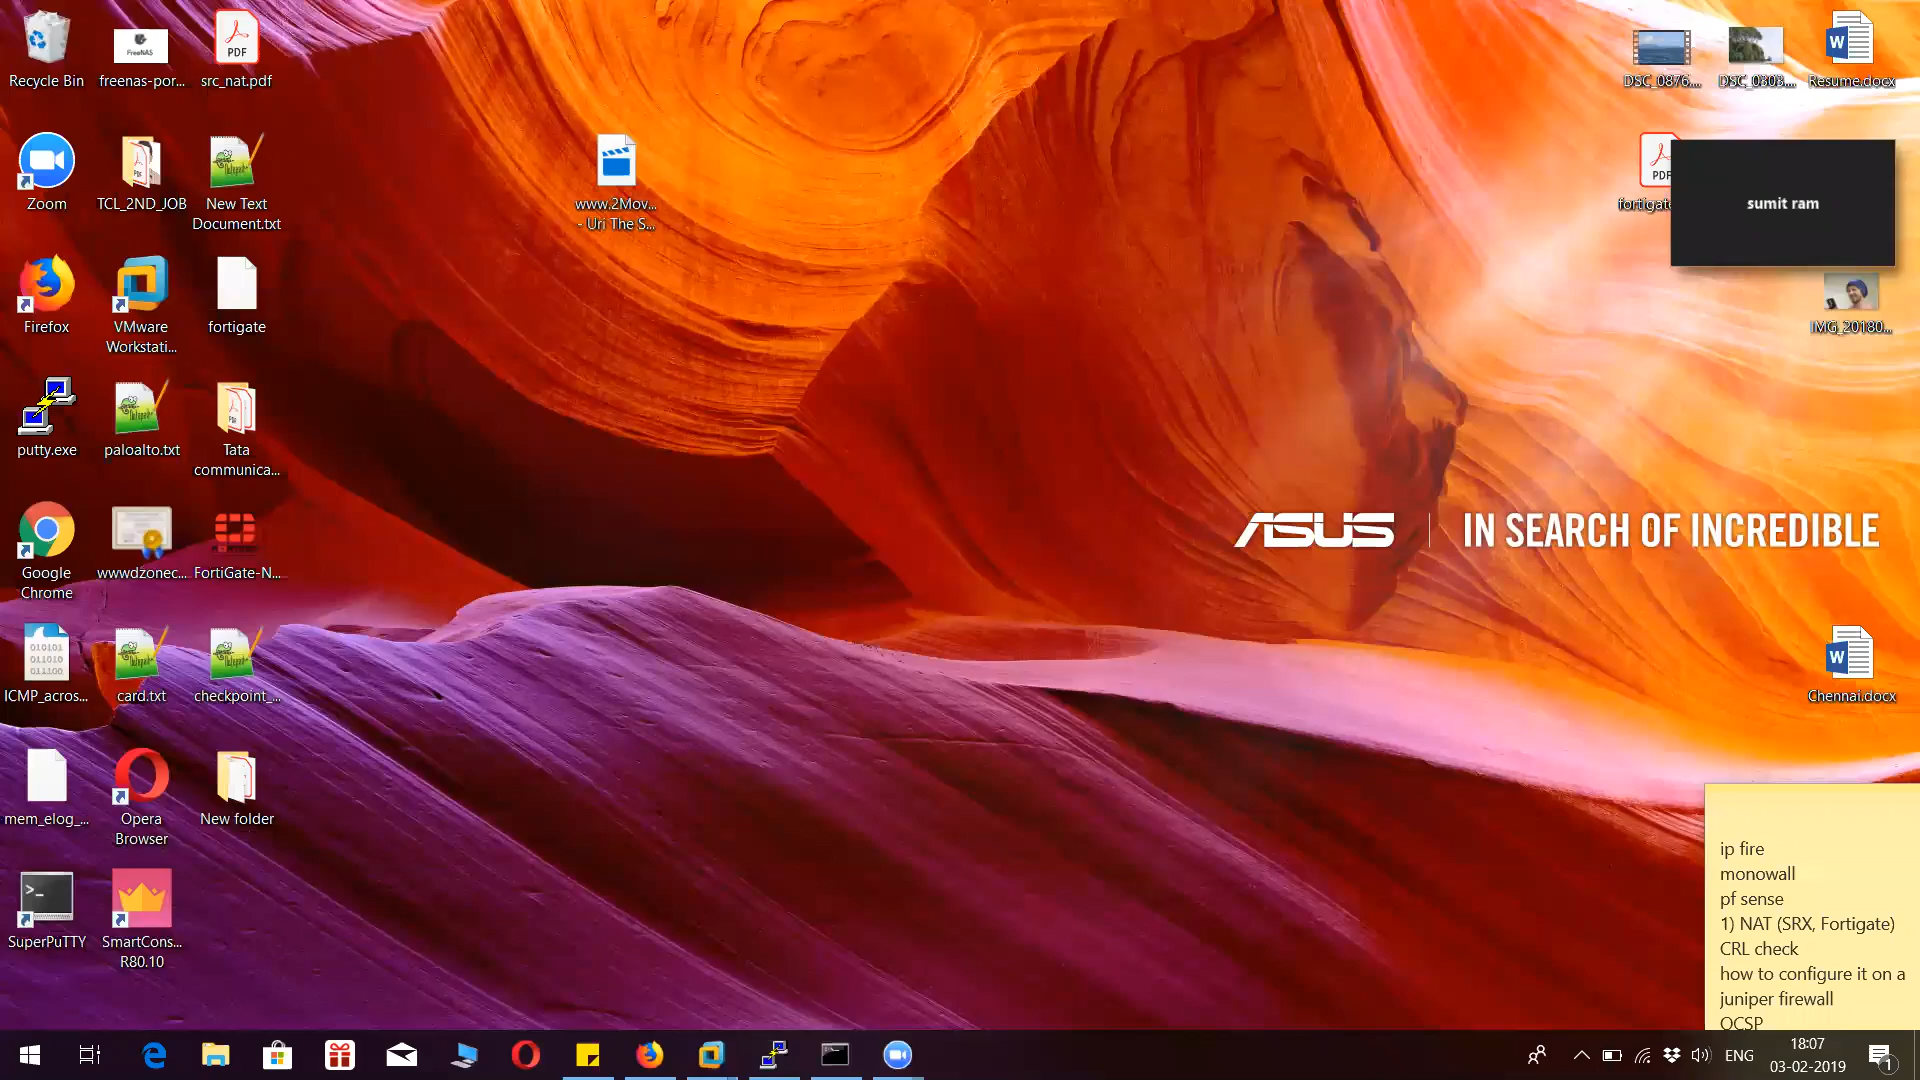 Recycle Bin
freenas-por...
PDF
src_nat.pdf
Zoom
TCL_2ND_JOB
New Text
Document.txt
Firefox
VMware
Workstati...
fortigate
putty.exe
paloalto.txt
Tata
communica...
Google
Chrome
wwwdzonec...
FortiGate-N...
ICMP_acros...
card.txt
checkpoint_...
mem_elog_...
Opera
Browser
New folder
SuperPuTTY
SmartCons...
R80.10
www.2Mov...
- Uri The S...
DSC_0876....
DSC_0303....
Resume.docx
PDF
fortigate
sumit ram
IMG_20180...
ASUS | IN SEARCH OF INCREDIBLE
Chennai.docx
ip fire
monowall
pf sense
1) NAT (SRX, Fortigate)
CRL check
how to configure it on a
juniper firewall
OCSP
ENG
18:07
03-02-2019
1